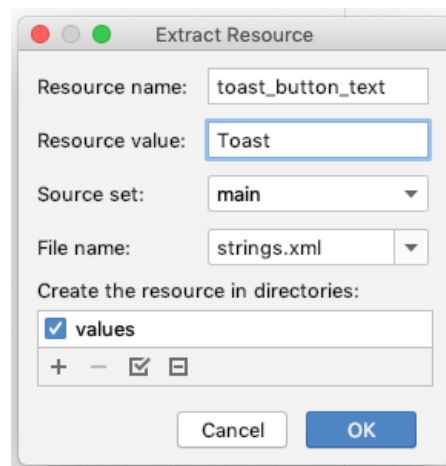 Extract Resource
Resource name: toast_button_text
Resource value: Toast
Source set: main
File name: strings.xml
Create the resource in directories:
values
Cancel OK